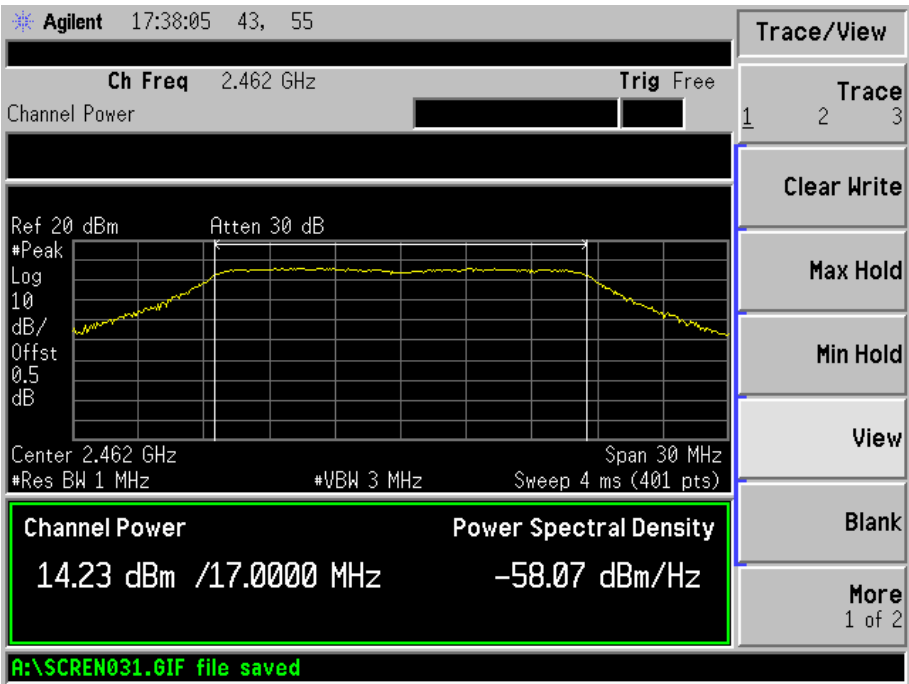 Agilent 17:38:05 43, 55
Trace/View
Ch Freq 2.462 GHz Trig Free
Channel Power
Trace
1 2 3
Clear Write
Max Hold
Min Hold
View
Blank
More
1 of 2
Ref 20 dBm Atten 30 dB
#Peak
Log
10
dB/
Offst
0.5
dB
Center 2.462 GHz Span 30 MHz
#Res BW 1 MHz #VBW 3 MHz Sweep 4 ms (401 pts)
Channel Power Power Spectral Density
14.23 dBm /17.0000 MHz -58.07 dBm/Hz
A:\SCREN031.GIF file saved